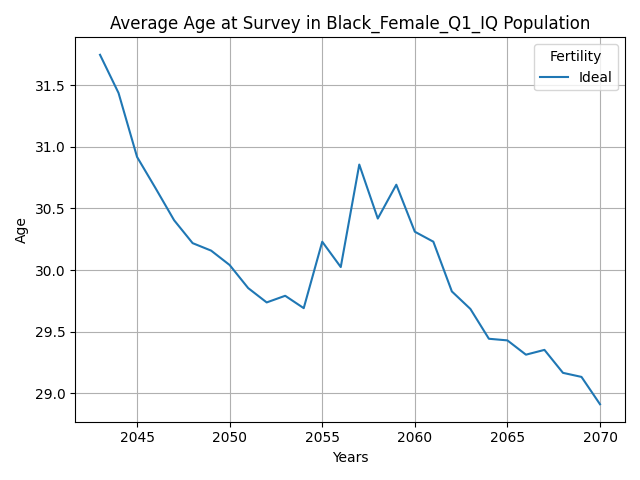 Average Age at Survey in Black_Female_Q1_IQ Population
Fertility
Ideal
Age
31.5
31.0
30.5
30.0
29.5
29.0
2045 2050 2055 2060 2065 2070
Years